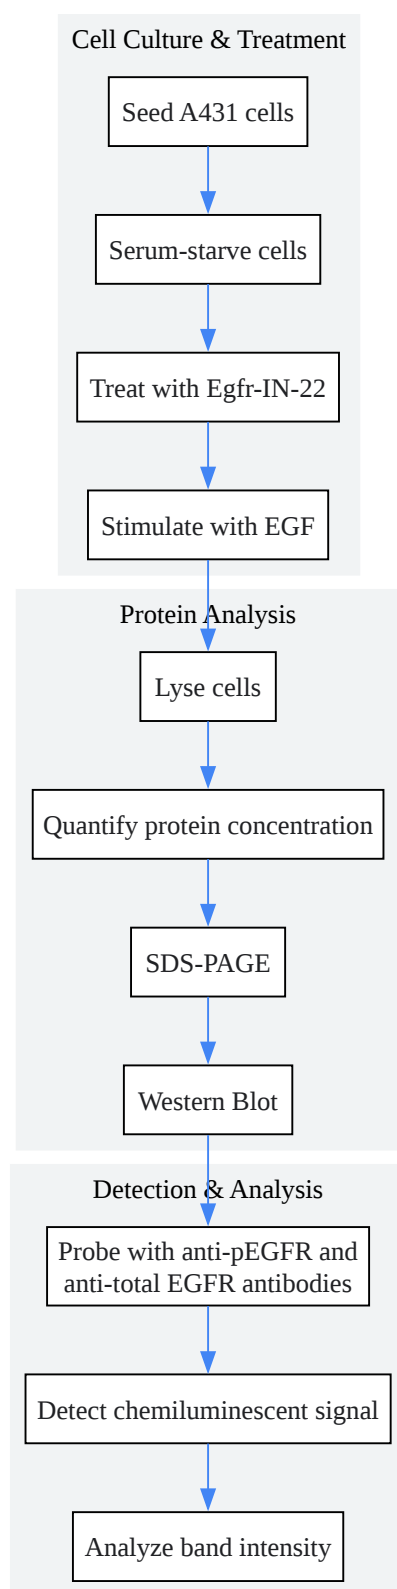 Cell Culture & Treatment
Seed A431 cells
Serum-starve cells
Treat with Egfr-IN-22
Stimulate with EGF
Protein Analysis
Lyse cells
Quantify protein concentration
SDS-PAGE
Western Blot
Detection & Analysis
Probe with anti-pEGFR and
anti-total EGFR antibodies
Detect chemiluminescent signal
Analyze band intensity